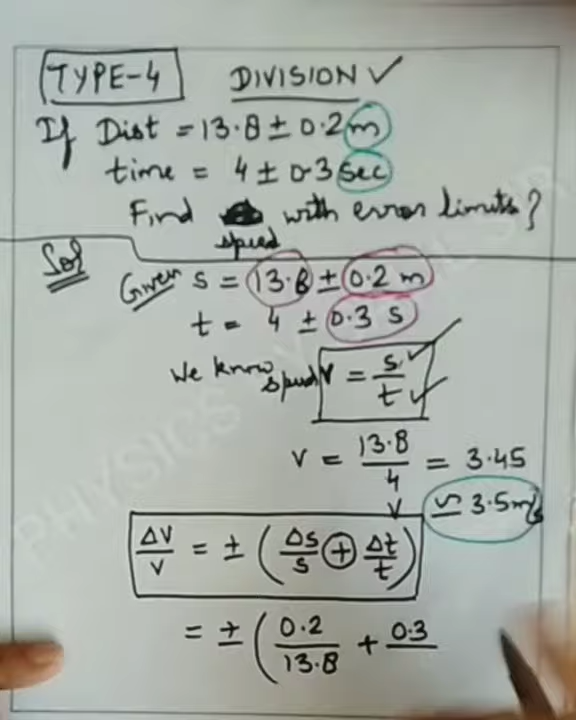 TYPE-4 DIVISION ✓
If Dist = 13.8 ± 0.2 m
time = 4 ± 0.3 sec
Find speed with error limits?
Sol
Given s = 13.8 ± 0.2 m
t = 4 ± 0.3 s
We know speed v = s/t
v = 13.8/4 = 3.45
v ≃ 3.5 m/s
Δv/v = ± (Δs/s + Δt/t)
= ± (0.2/13.8 + 0.3